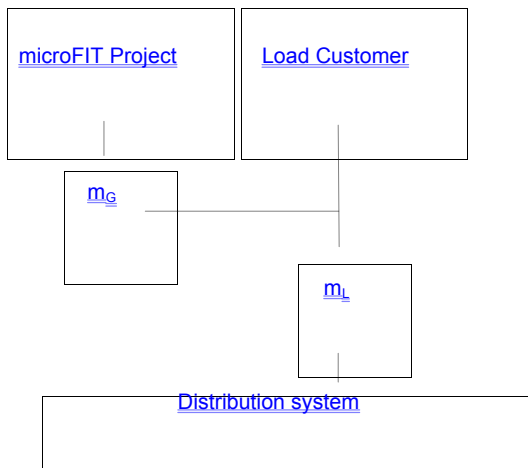 microFIT Project
Load Customer
mG
mL
Distribution system